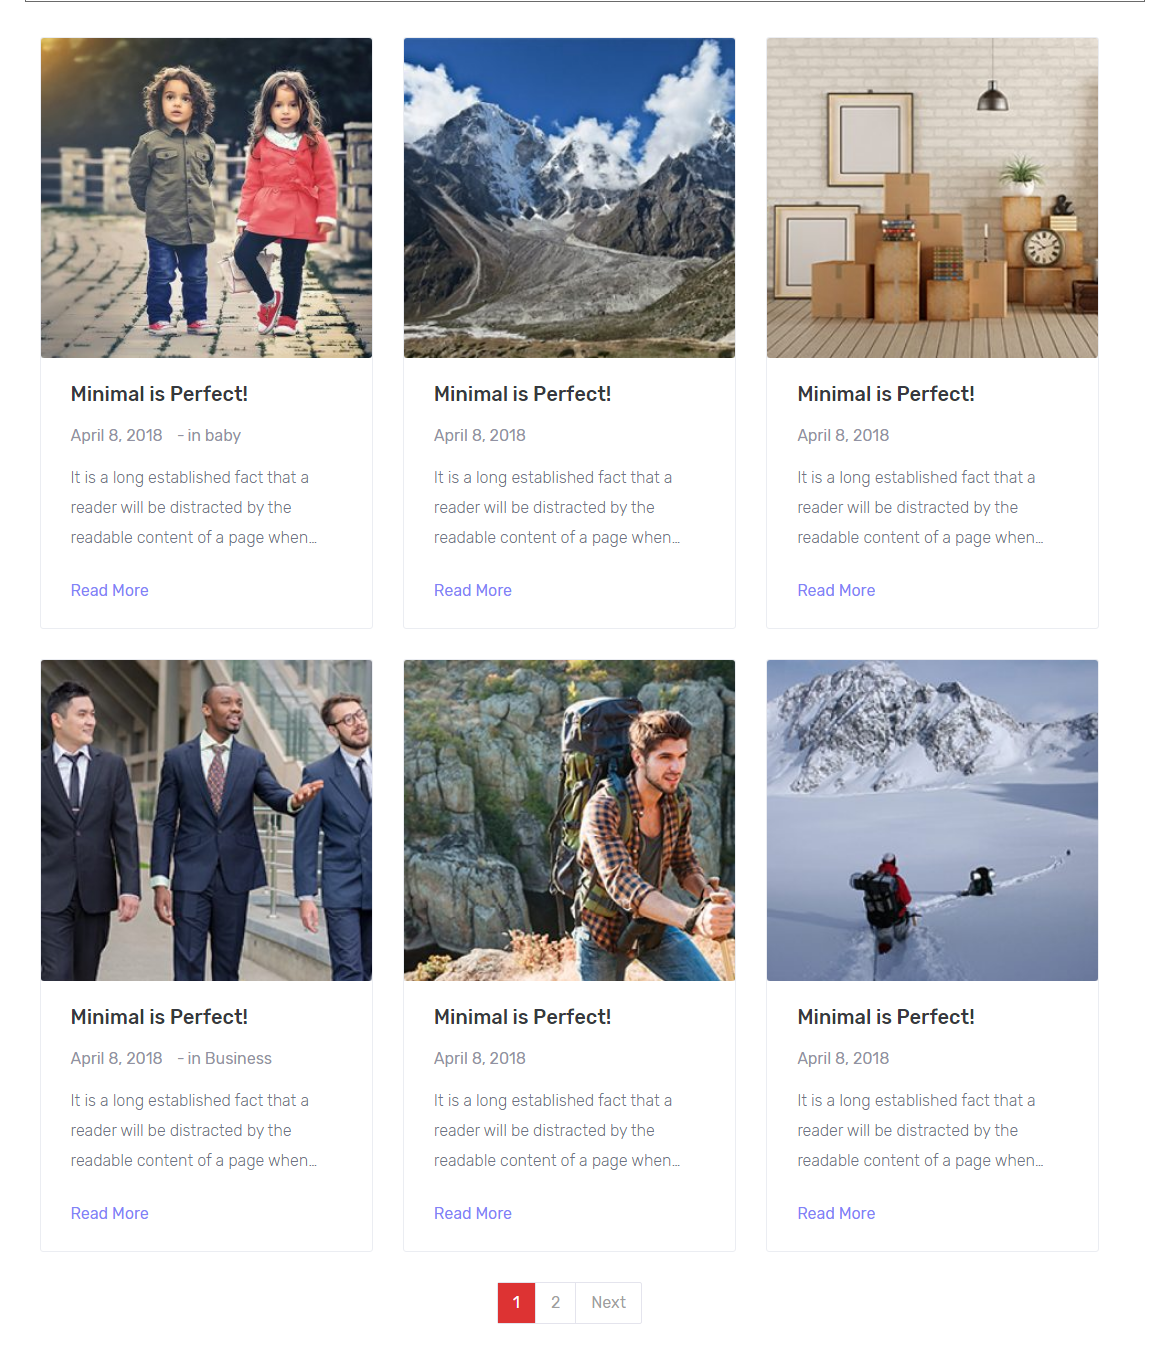 Minimal is Perfect!
April 8, 2018 - in baby
It is a long established fact that a
reader will be distracted by the
readable content of a page when...
Read More
Minimal is Perfect!
April 8, 2018
It is a long established fact that a
reader will be distracted by the
readable content of a page when...
Read More
Minimal is Perfect!
April 8, 2018
It is a long established fact that a
reader will be distracted by the
readable content of a page when...
Read More
Minimal is Perfect!
April 8, 2018 - in Business
It is a long established fact that a
reader will be distracted by the
readable content of a page when...
Read More
Minimal is Perfect!
April 8, 2018
It is a long established fact that a
reader will be distracted by the
readable content of a page when...
Read More
Minimal is Perfect!
April 8, 2018
It is a long established fact that a
reader will be distracted by the
readable content of a page when...
Read More
1 2 Next